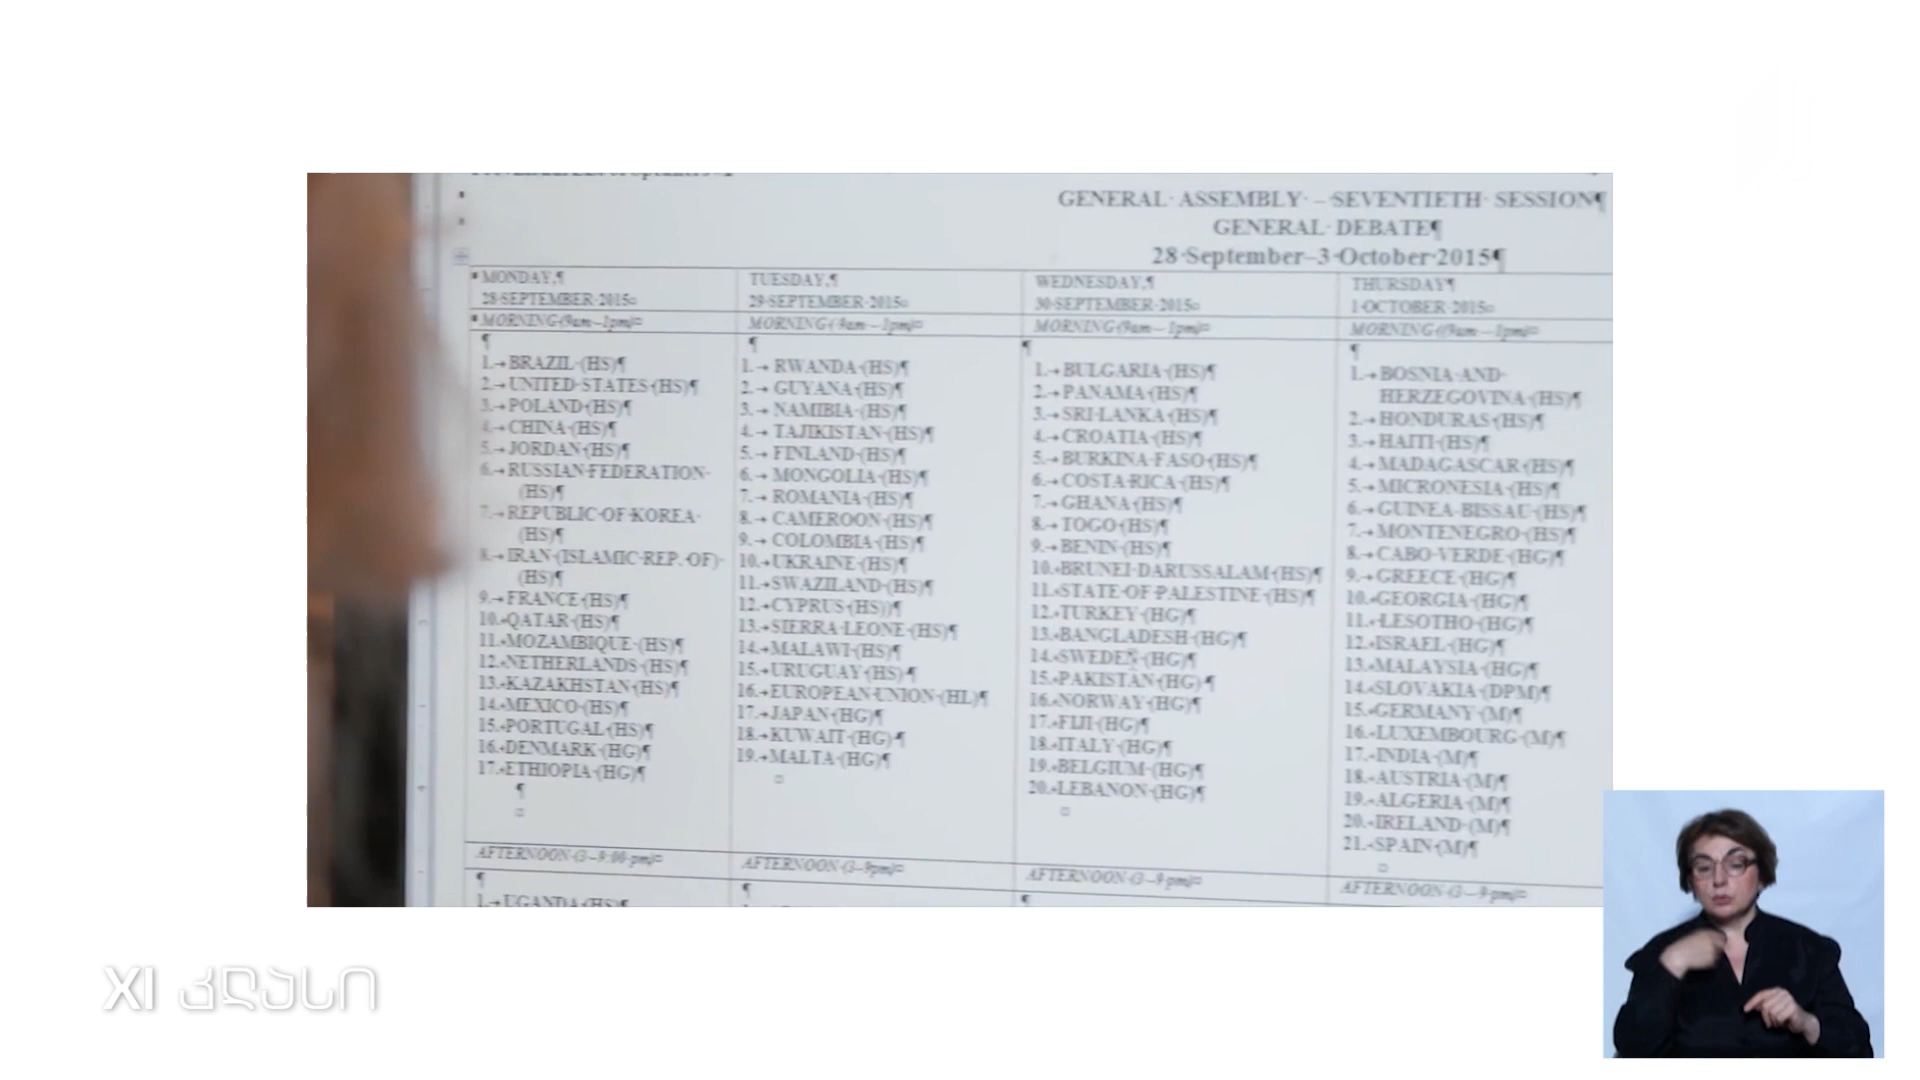 GENERAL ASSEMBLY – SEVENTIETH SESSION¶
GENERAL DEBATE¶
28 September–3 October 2015¶
MONDAY,¶
28 SEPTEMBER 2015
MORNING (9am–1pm)
¶
1.→BRAZIL (HS)¶
2.→UNITED STATES (HS)¶
3.→POLAND (HS)¶
4.→CHINA (HS)¶
5.→JORDAN (HS)¶
6.→RUSSIAN FEDERATION
(HS)¶
7.→REPUBLIC OF KOREA
(HS)¶
8.→IRAN (ISLAMIC REP. OF)
(HS)¶
9.→FRANCE (HS)¶
10.→QATAR (HS)¶
11.→MOZAMBIQUE (HS)¶
12.→NETHERLANDS (HS)¶
13.→KAZAKHSTAN (HS)¶
14.→MEXICO (HS)¶
15.→PORTUGAL (HS)¶
16.→DENMARK (HG)¶
17.→ETHIOPIA (HG)¶
¶
AFTERNOON (3–9:00 pm)
¶
1.→UGANDA (HS)¶
TUESDAY,¶
29 SEPTEMBER 2015
MORNING (9am–1pm)
¶
1.→RWANDA (HS)¶
2.→GUYANA (HS)¶
3.→NAMIBIA (HS)¶
4.→TAJIKISTAN (HS)¶
5.→FINLAND (HS)¶
6.→MONGOLIA (HS)¶
7.→ROMANIA (HS)¶
8.→CAMEROON (HS)¶
9.→COLOMBIA (HS)¶
10.→UKRAINE (HS)¶
11.→SWAZILAND (HS)¶
12.→CYPRUS (HS))¶
13.→SIERRA LEONE (HS)¶
14.→MALAWI (HS)¶
15.→URUGUAY (HS)¶
16.→EUROPEAN UNION (HL)¶
17.→JAPAN (HG)¶
18.→KUWAIT (HG)¶
19.→MALTA (HG)¶
AFTERNOON (3–9pm)
¶
WEDNESDAY,¶
30 SEPTEMBER 2015
MORNING (9am–1pm)
¶
1.→BULGARIA (HS)¶
2.→PANAMA (HS)¶
3.→SRI LANKA (HS)¶
4.→CROATIA (HS)¶
5.→BURKINA FASO (HS)¶
6.→COSTA RICA (HS)¶
7.→GHANA (HS)¶
8.→TOGO (HS)¶
9.→BENIN (HS)¶
10.→BRUNEI DARUSSALAM (HS)¶
11.→STATE OF PALESTINE (HS)¶
12.→TURKEY (HG)¶
13.→BANGLADESH (HG)¶
14.→SWEDEN (HG)¶
15.→PAKISTAN (HG)¶
16.→NORWAY (HG)¶
17.→FIJI (HG)¶
18.→ITALY (HG)¶
19.→BELGIUM (HG)¶
20.→LEBANON (HG)¶
AFTERNOON (3–9 pm)
¶
THURSDAY¶
1 OCTOBER 2015
MORNING ((9am–1pm)
¶
1.→BOSNIA AND
HERZEGOVINA (HS)¶
2.→HONDURAS (HS)¶
3.→HAITI (HS)¶
4.→MADAGASCAR (HS)¶
5.→MICRONESIA (HS)¶
6.→GUINEA BISSAU (HS)¶
7.→MONTENEGRO (HS)¶
8.→CABO VERDE (HG)¶
9.→GREECE (HG)¶
10.→GEORGIA (HG)¶
11.→LESOTHO (HG)¶
12.→ISRAEL (HG)¶
13.→MALAYSIA (HG)¶
14.→SLOVAKIA (DPM)¶
15.→GERMANY (M)¶
16.→LUXEMBOURG (M)¶
17.→INDIA (M)¶
18.→AUSTRIA (M)¶
19.→ALGERIA (M)¶
20.→IRELAND (M)¶
21.→SPAIN (M)¶
AFTERNOON (3–9 pm)
XI კლასი